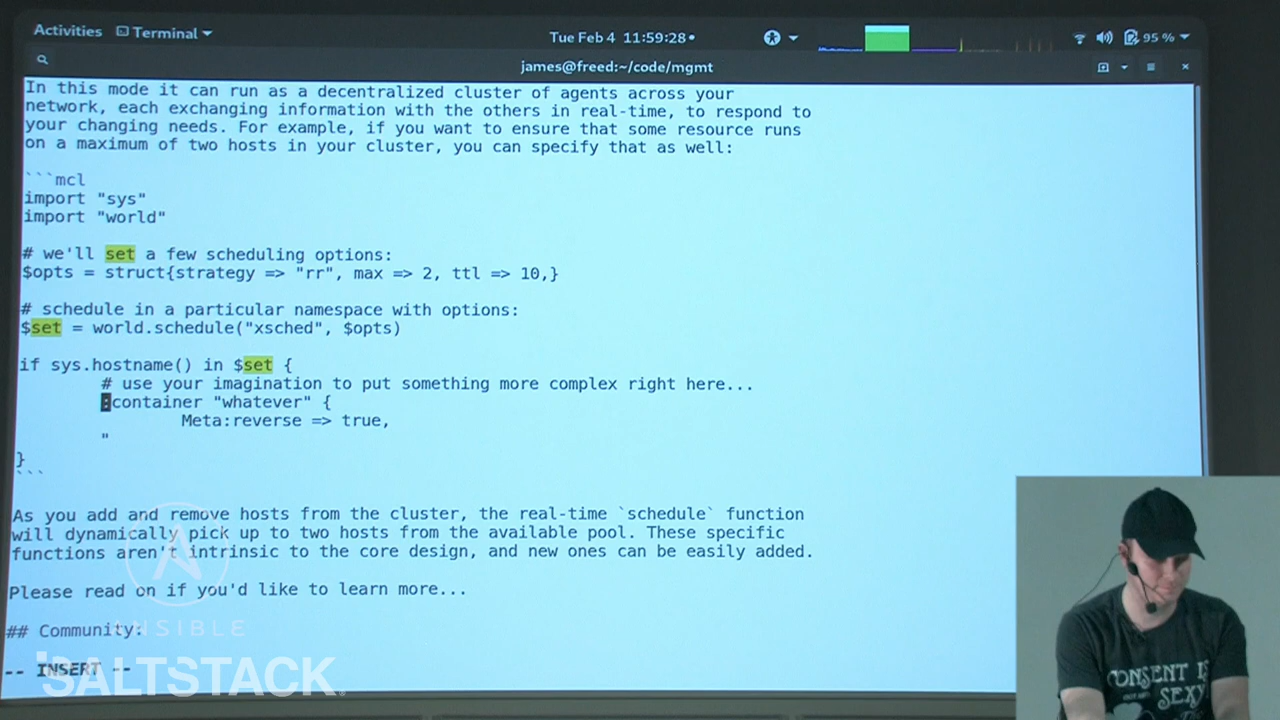 Activities Terminal
Tue Feb 4 11:59:28
95 %
james@freed:~/code/mgmt
In this mode it can run as a decentralized cluster of agents across your
network, each exchanging information with the others in real-time, to respond to
your changing needs. For example, if you want to ensure that some resource runs
on a maximum of two hosts in your cluster, you can specify that as well:
```mcl
import "sys"
import "world"
# we'll set a few scheduling options:
$opts = struct{strategy => "rr", max => 2, ttl => 10,}
# schedule in a particular namespace with options:
$set = world.schedule("xsched", $opts)
if sys.hostname() in $set {
# use your imagination to put something more complex right here...
:container "whatever" {
Meta:reverse => true,
"
}
```
As you add and remove hosts from the cluster, the real-time `schedule` function
will dynamically pick up to two hosts from the available pool. These specific
functions aren't intrinsic to the core design, and new ones can be easily added.
Please read on if you'd like to learn more...
## Community:
-- INSERT --
ANSIBLE
SALTSTACK
CONSENT IS
SEXY